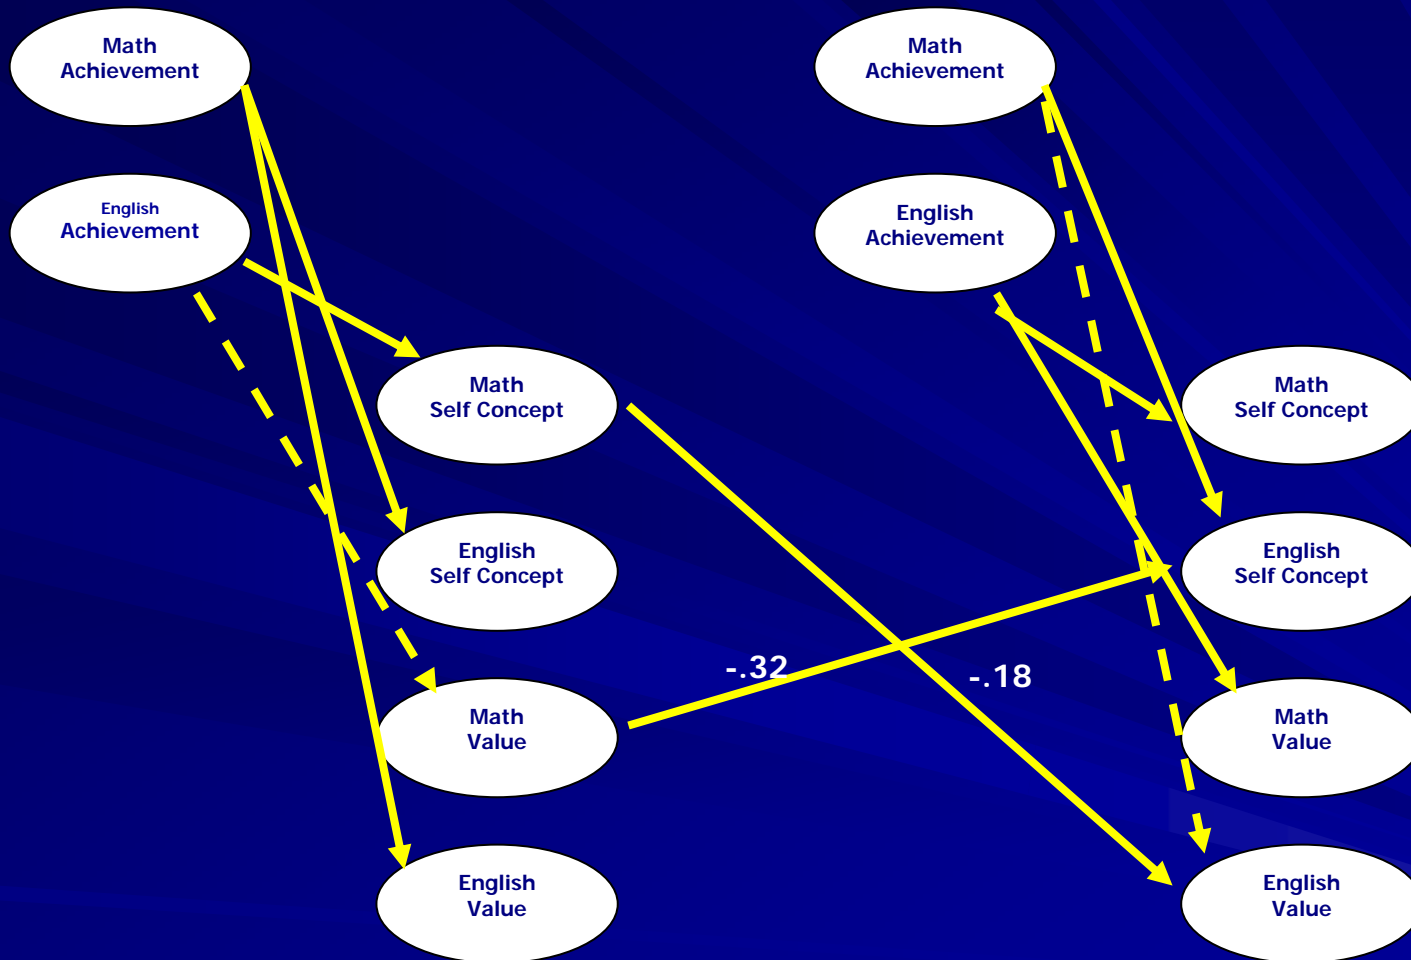 Math
Achievement
Math
Achievement
English
Achievement
English
Achievement
Math
Self Concept
Math
Self Concept
English
Self Concept
English
Self Concept
-.32
-.18
Math
Value
Math
Value
English
Value
English
Value